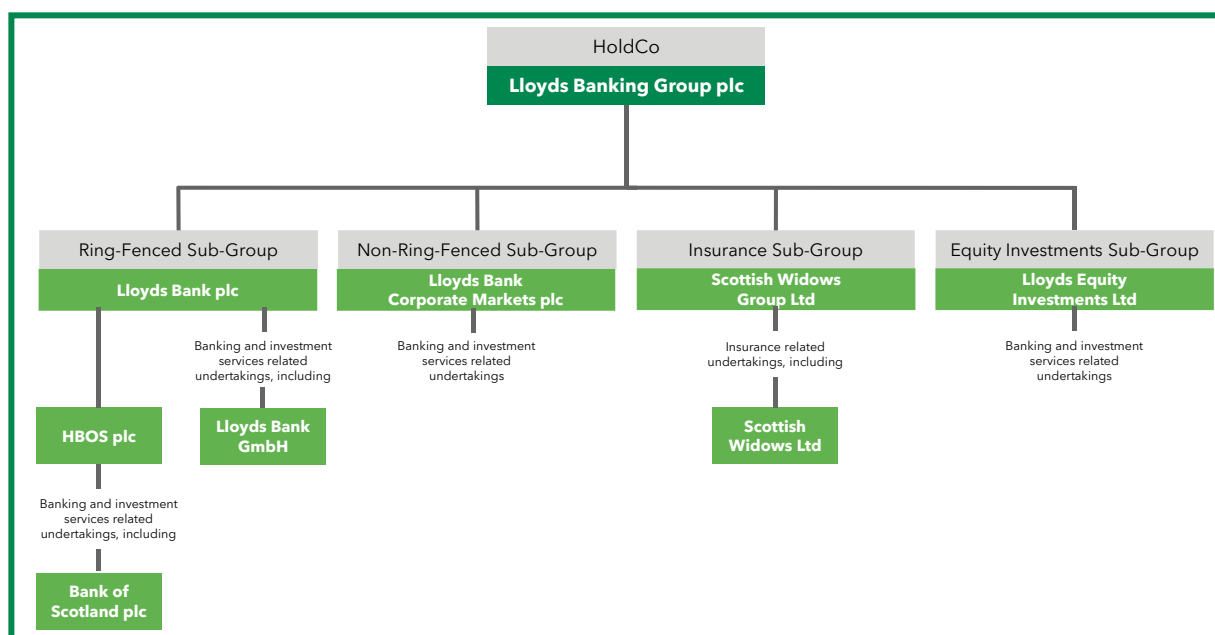 HoldCo
Lloyds Banking Group plc
Ring-Fenced Sub-Group
Lloyds Bank plc
Non-Ring-Fenced Sub-Group
Lloyds Bank
Corporate Markets plc
Insurance Sub-Group
Scottish Widows
Group Ltd
Equity Investments Sub-Group
Lloyds Equity
Investments Ltd
Banking and investment
services related
undertakings, including
Banking and investment
services related
undertakings
Insurance related
undertakings, including
Banking and investment
services related
undertakings
HBOS plc
Lloyds Bank
GmbH
Scottish
Widows Ltd
Banking and investment
services related
undertakings, including
Bank of
Scotland plc